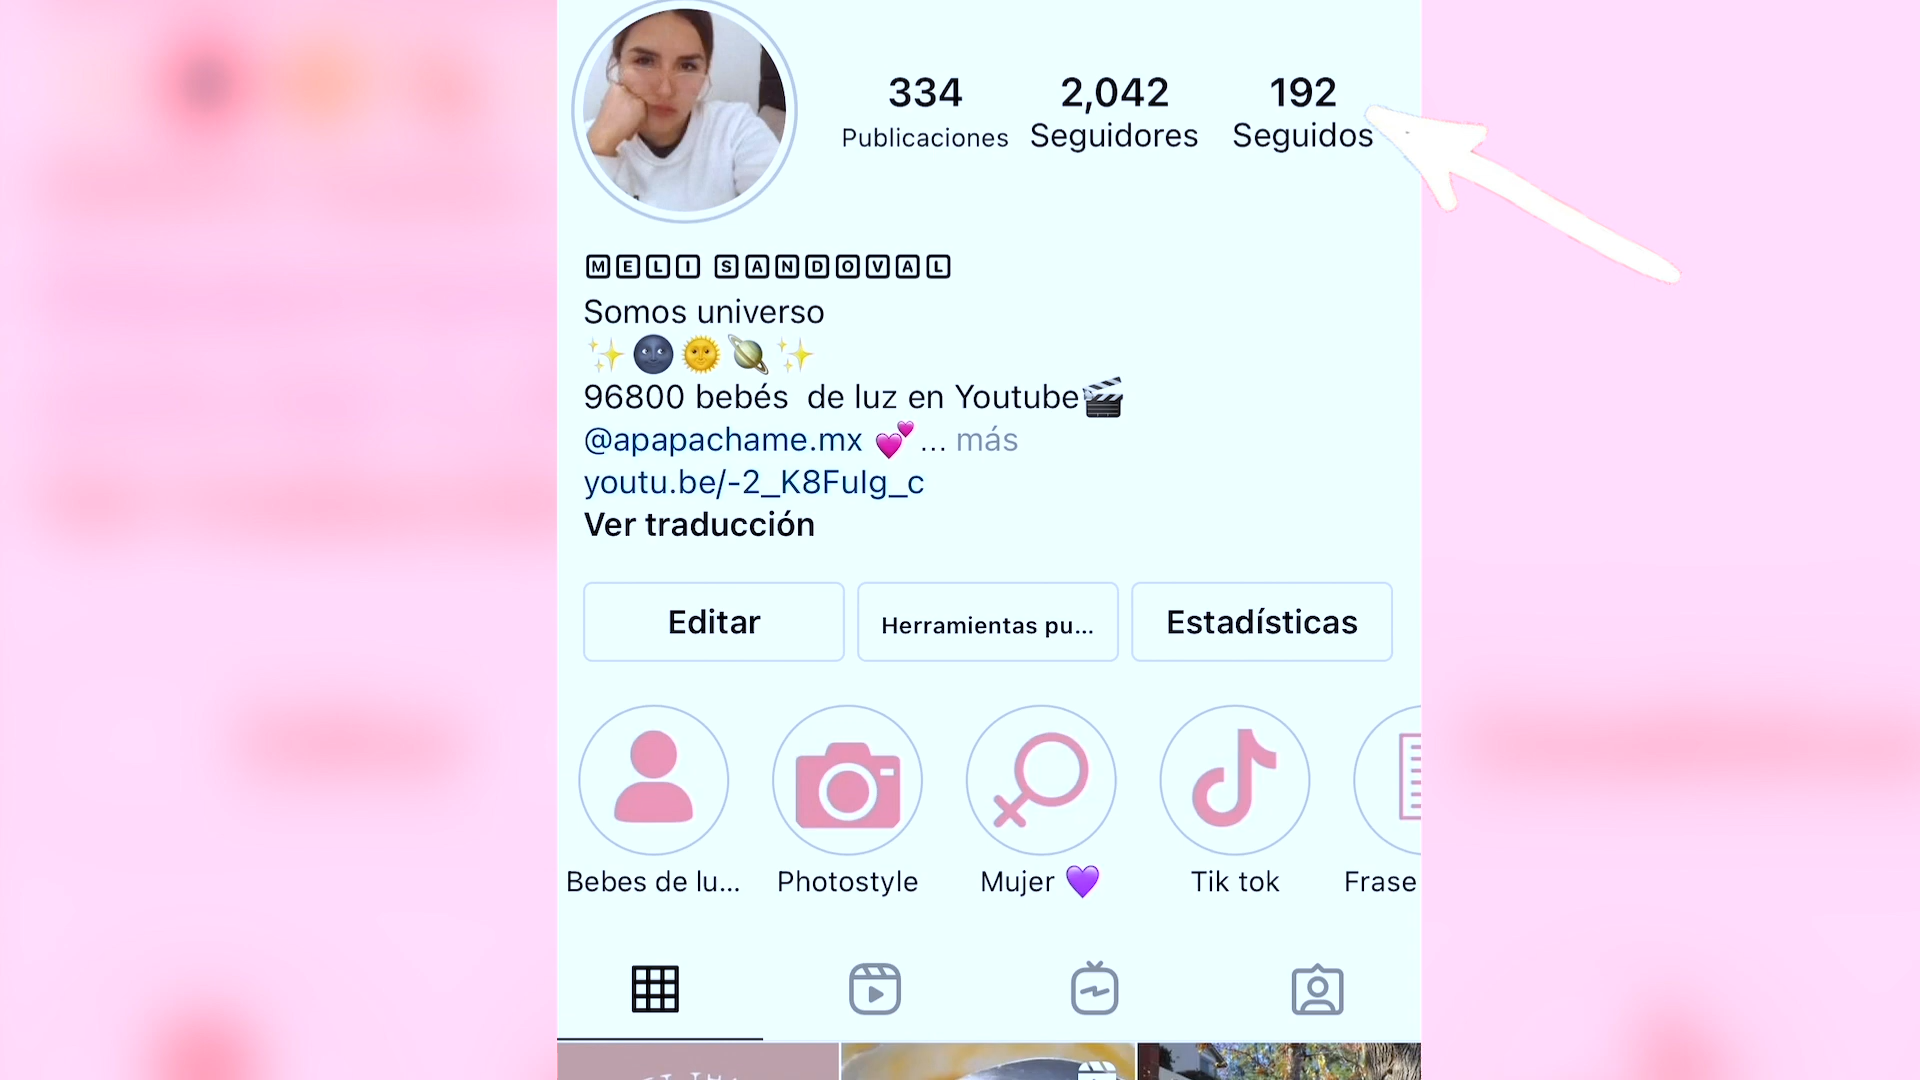 334 2,042 192
Publicaciones Seguidores Seguidos
MELI SANDOVAL
Somos universo
96800 bebés de luz en Youtube
@apapachame.mx ... más
youtu.be/-2_K8FuIg_c
Ver traducción
Editar Herramientas pu... Estadísticas
Bebes de lu... Photostyle Mujer Tik tok Frase